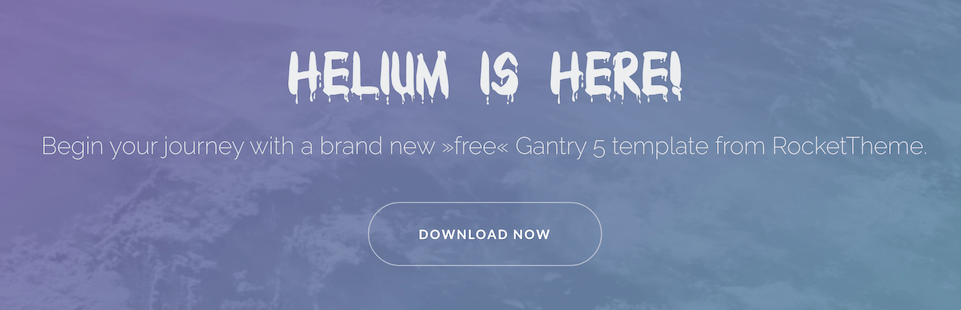 HELIUM IS HERE!
Begin your journey with a brand new »free« Gantry 5 template from RocketTheme.
DOWNLOAD NOW